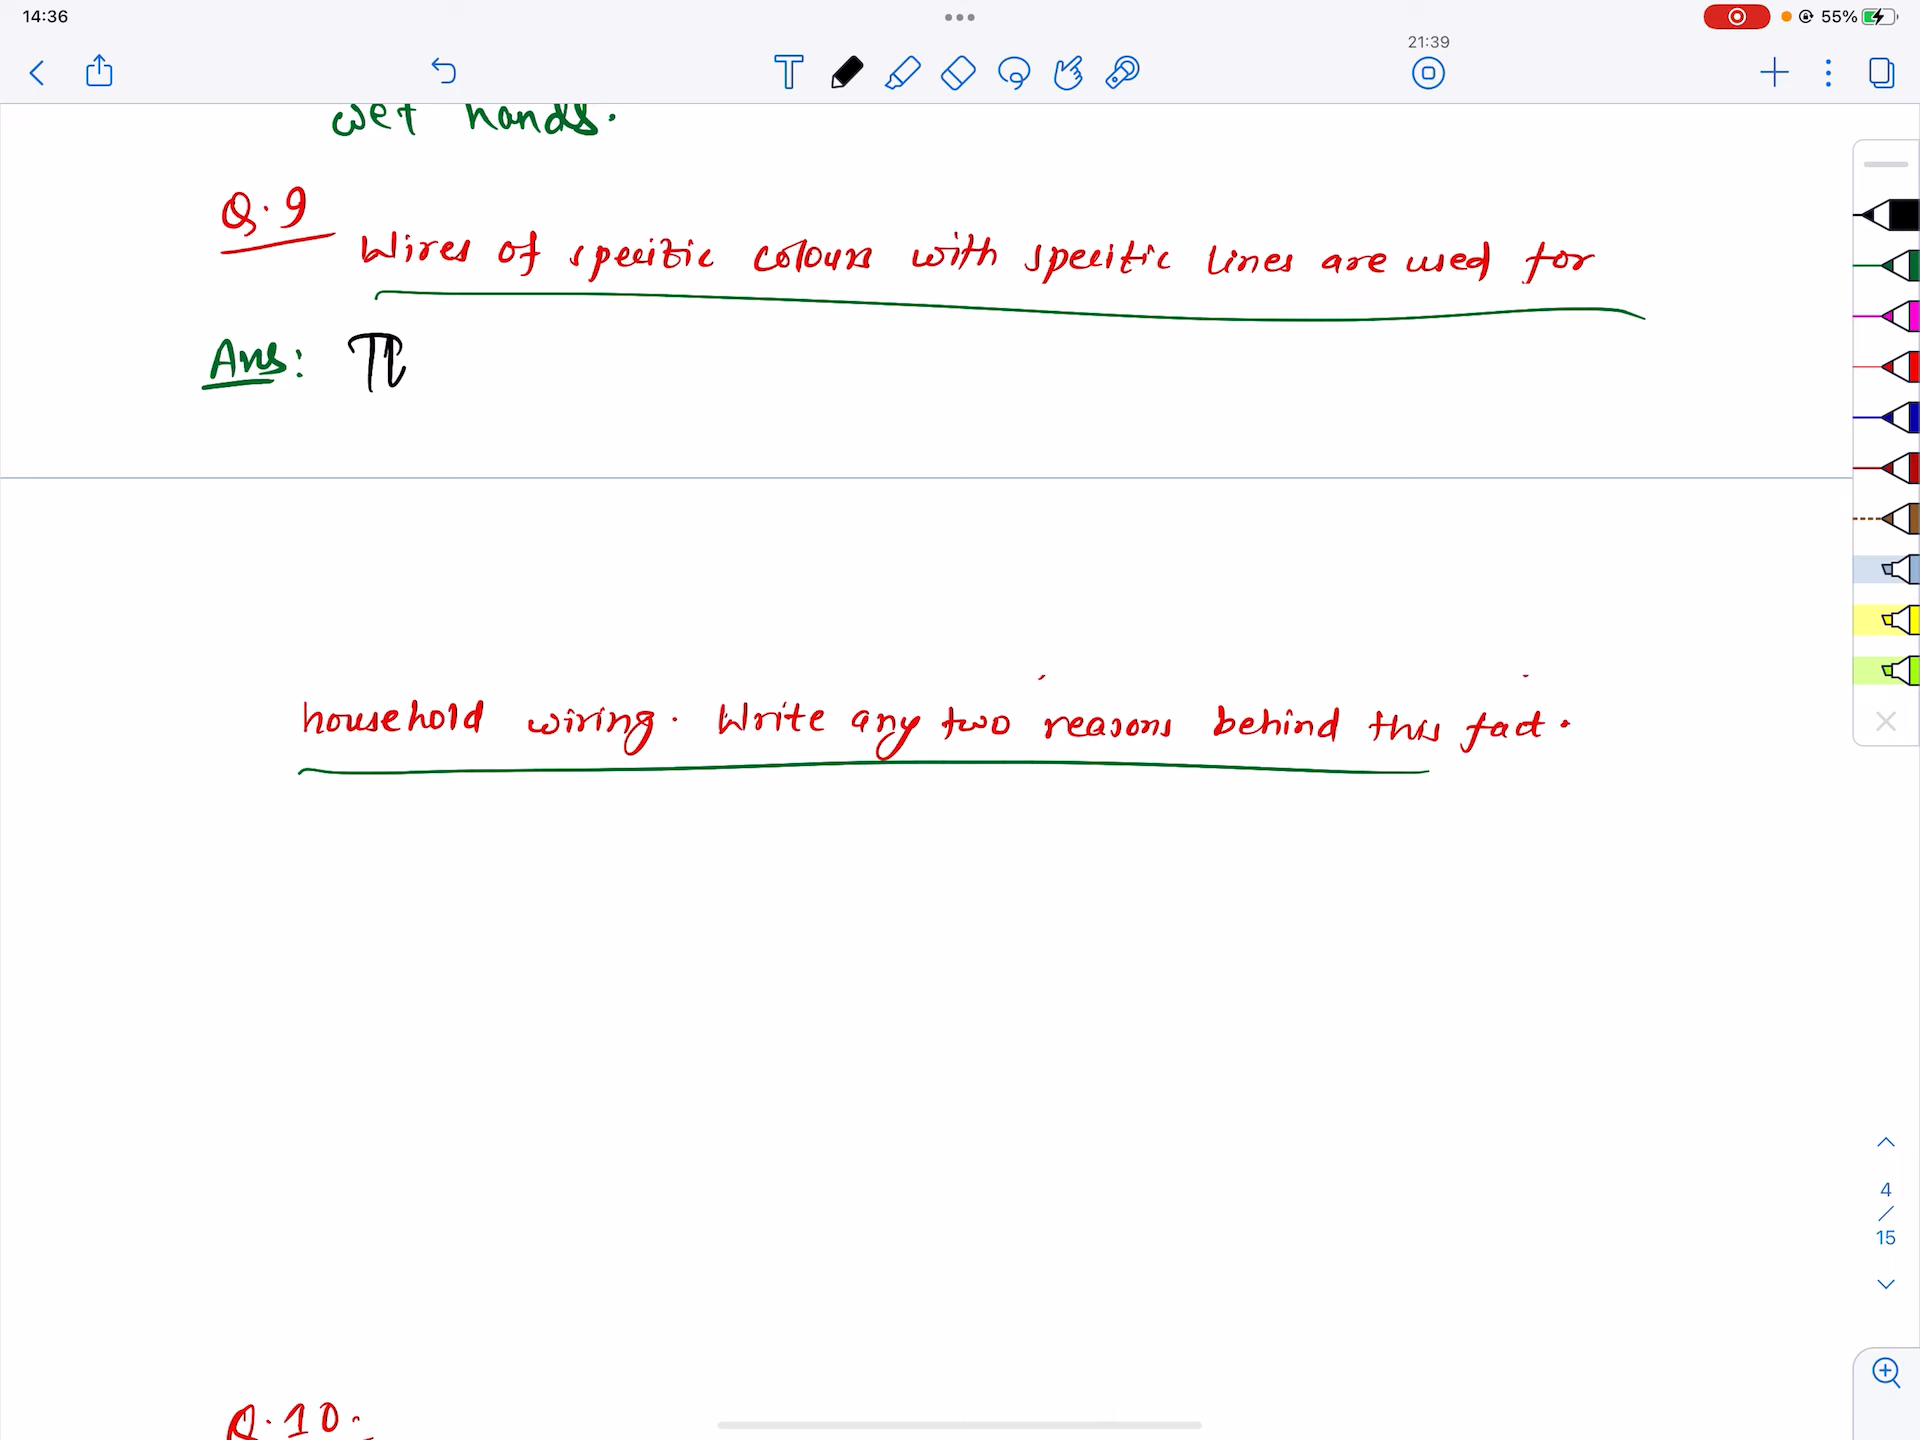 14:36
55%
21:39
wet hands.
Q.9
Wires of specific colours with specific lines are used for
Ans:
household wiring. Write any two reasons behind this fact.
4
/
15
Q.10: